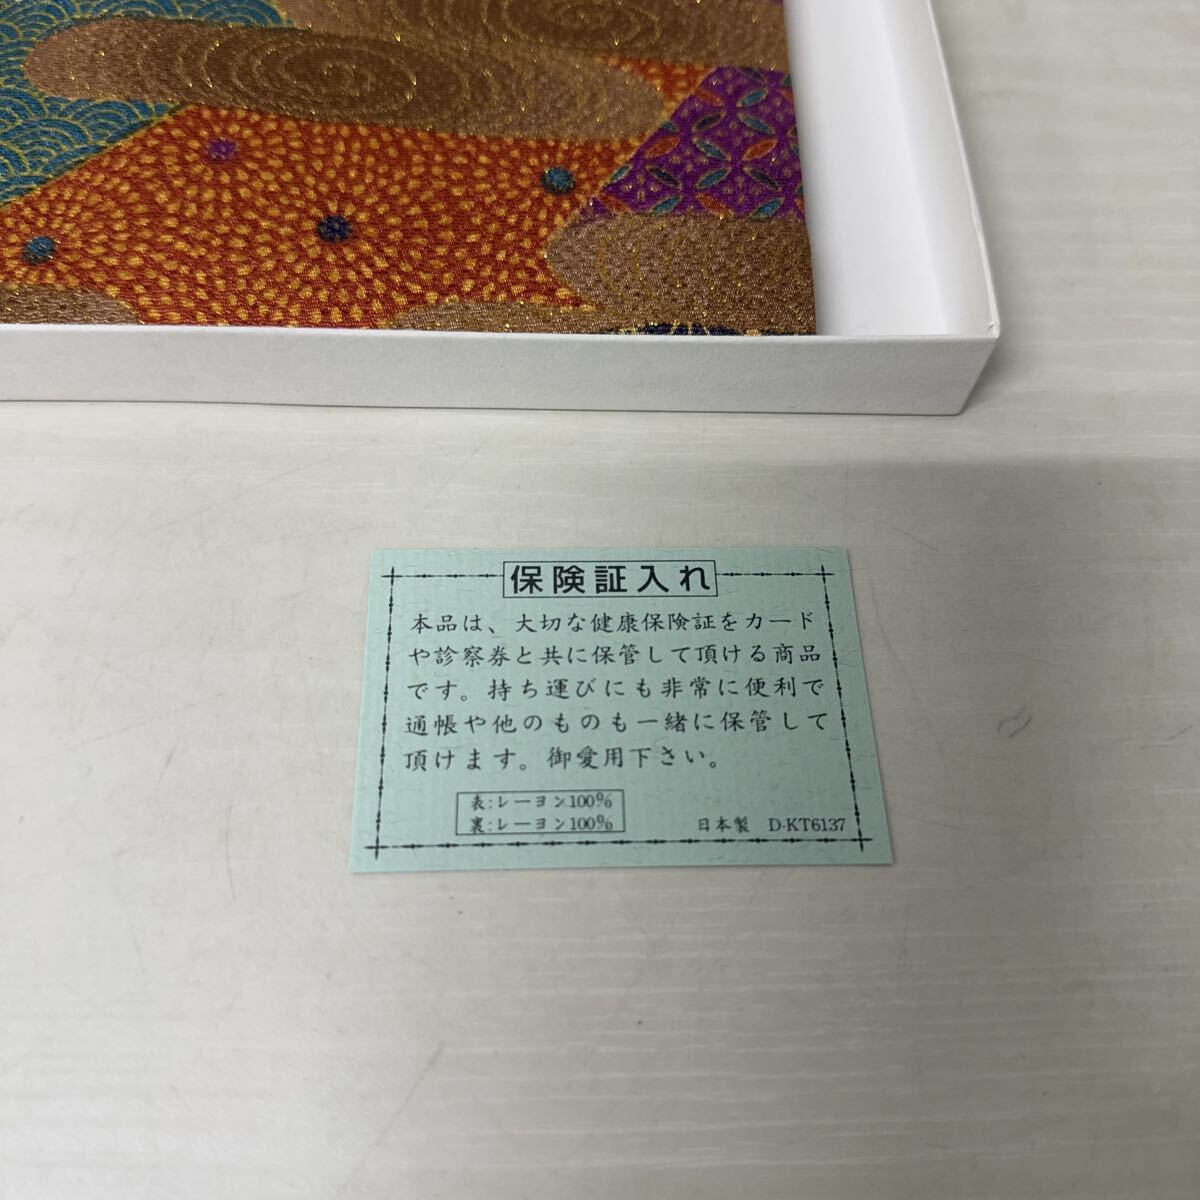 保険証入れ
本品は、大切な健康保険証をカード
や診察券と共に保管して頂ける商品
です。持ち運びにも非常に便利で
通帳や他のものも一緒に保管して
頂けます。御愛用下さい。
表:レーヨン100%
裏:レーヨン100%
日本製 D-KT6137